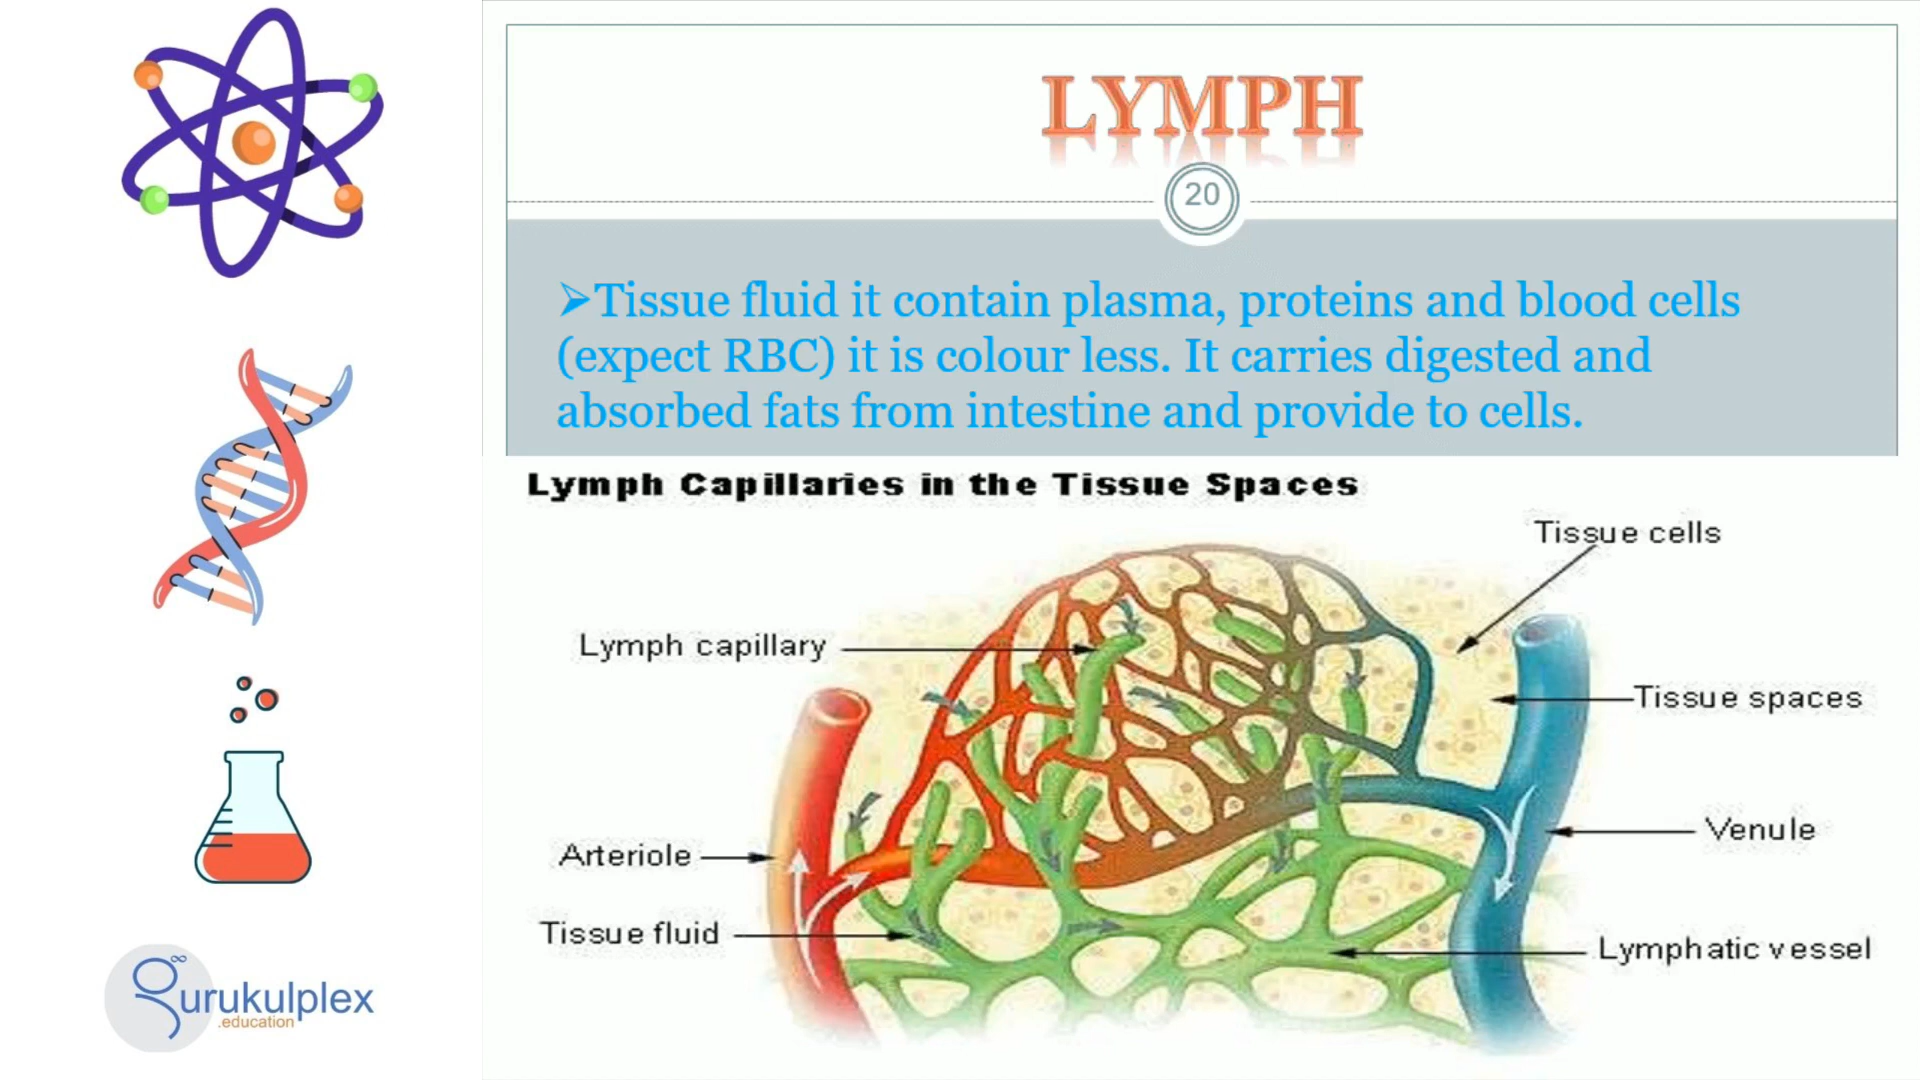 LYMPH
20
➤Tissue fluid it contain plasma, proteins and blood cells
(expect RBC) it is colour less. It carries digested and
absorbed fats from intestine and provide to cells.
Lymph Capillaries in the Tissue Spaces
Tissue cells
Lymph capillary
Tissue spaces
Venule
Arteriole
Tissue fluid
Lymphatic vessel
gurukulplex
.education